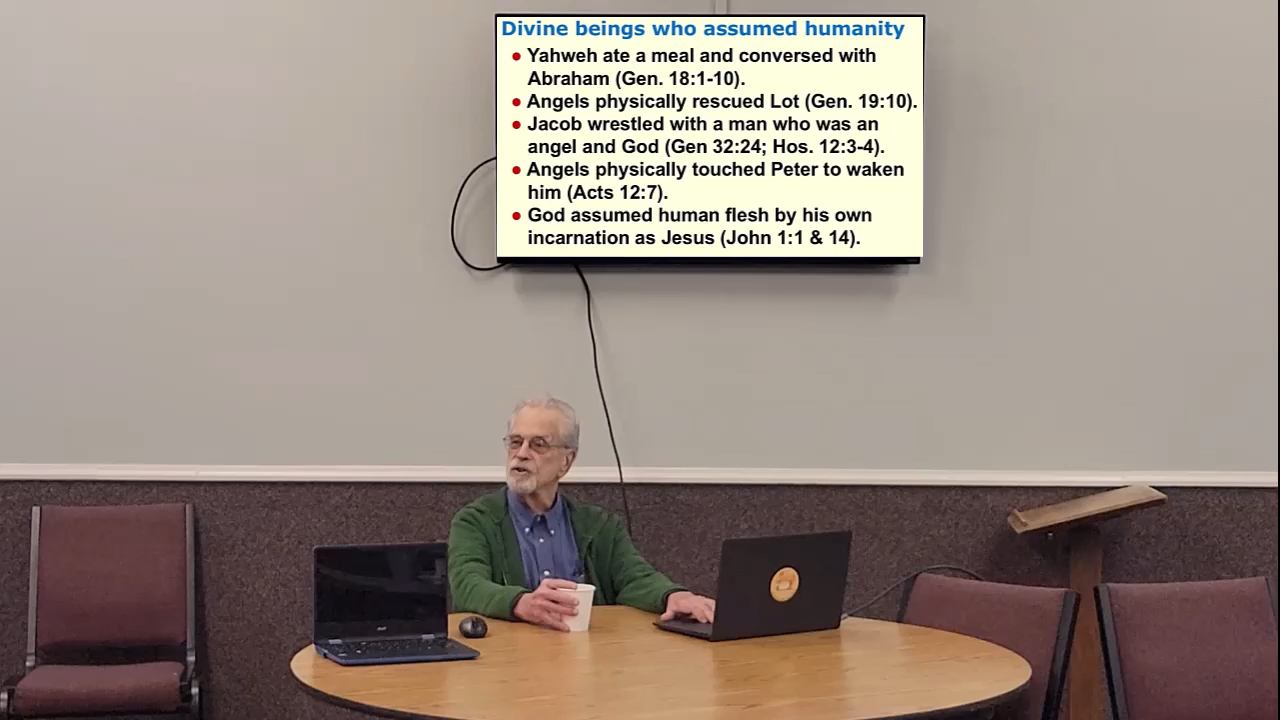 Divine beings who assumed humanity
● Yahweh ate a meal and conversed with
Abraham (Gen. 18:1-10).
● Angels physically rescued Lot (Gen. 19:10).
● Jacob wrestled with a man who was an
angel and God (Gen 32:24; Hos. 12:3-4).
● Angels physically touched Peter to waken
him (Acts 12:7).
● God assumed human flesh by his own
incarnation as Jesus (John 1:1 & 14).